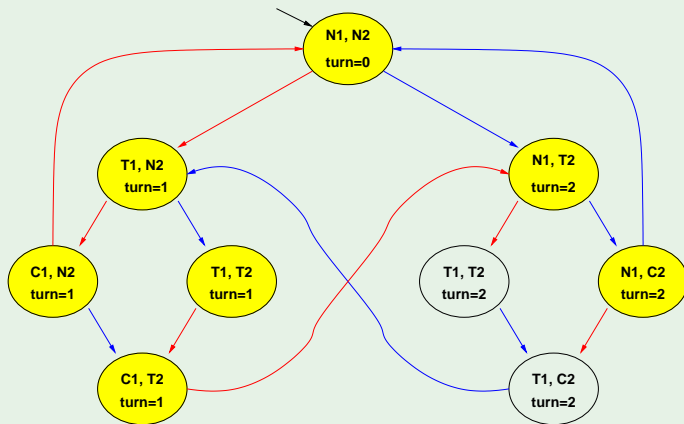 N1, N2
turn=0
T1, N2
turn=1
N1, T2
turn=2
C1, N2
turn=1
T1, T2
turn=1
T1, T2
turn=2
N1, C2
turn=2
C1, T2
turn=1
T1, C2
turn=2